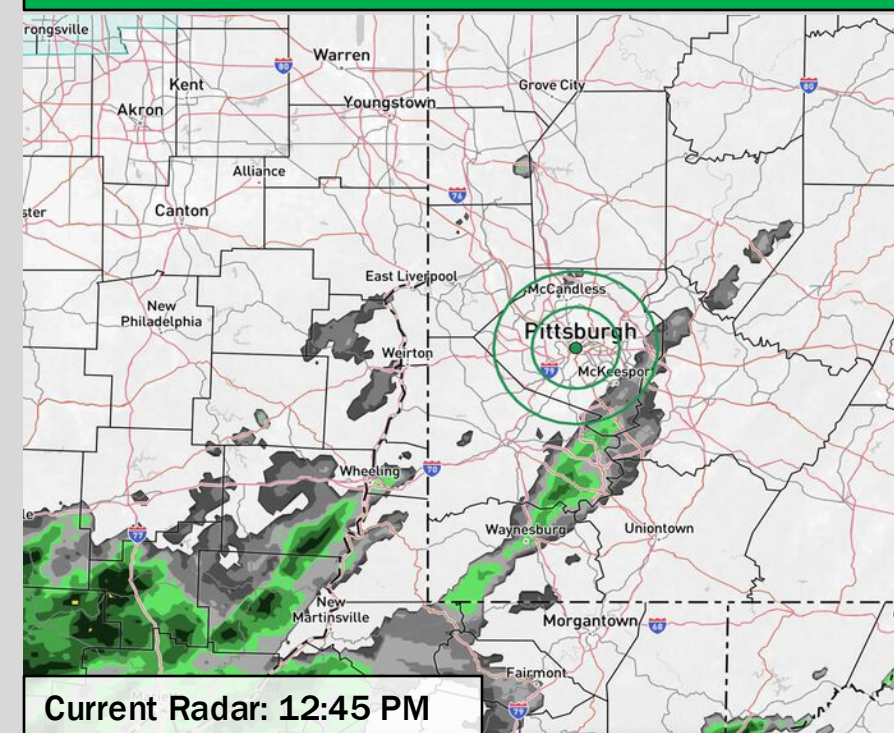 rongsville
Warren
80
Kent
Grove City
80
Akron
Youngstown
Alliance
76
ster
Canton
East Liverpool
McCandless
New
Philadelphia
Pittsburgh
Weirton
79
McKeesport
Wheeling
70
le
77
Waynesburg
Uniontown
New
Martinsville
Morgantown
68
Fairmont
Current Radar: 12:45 PM
79